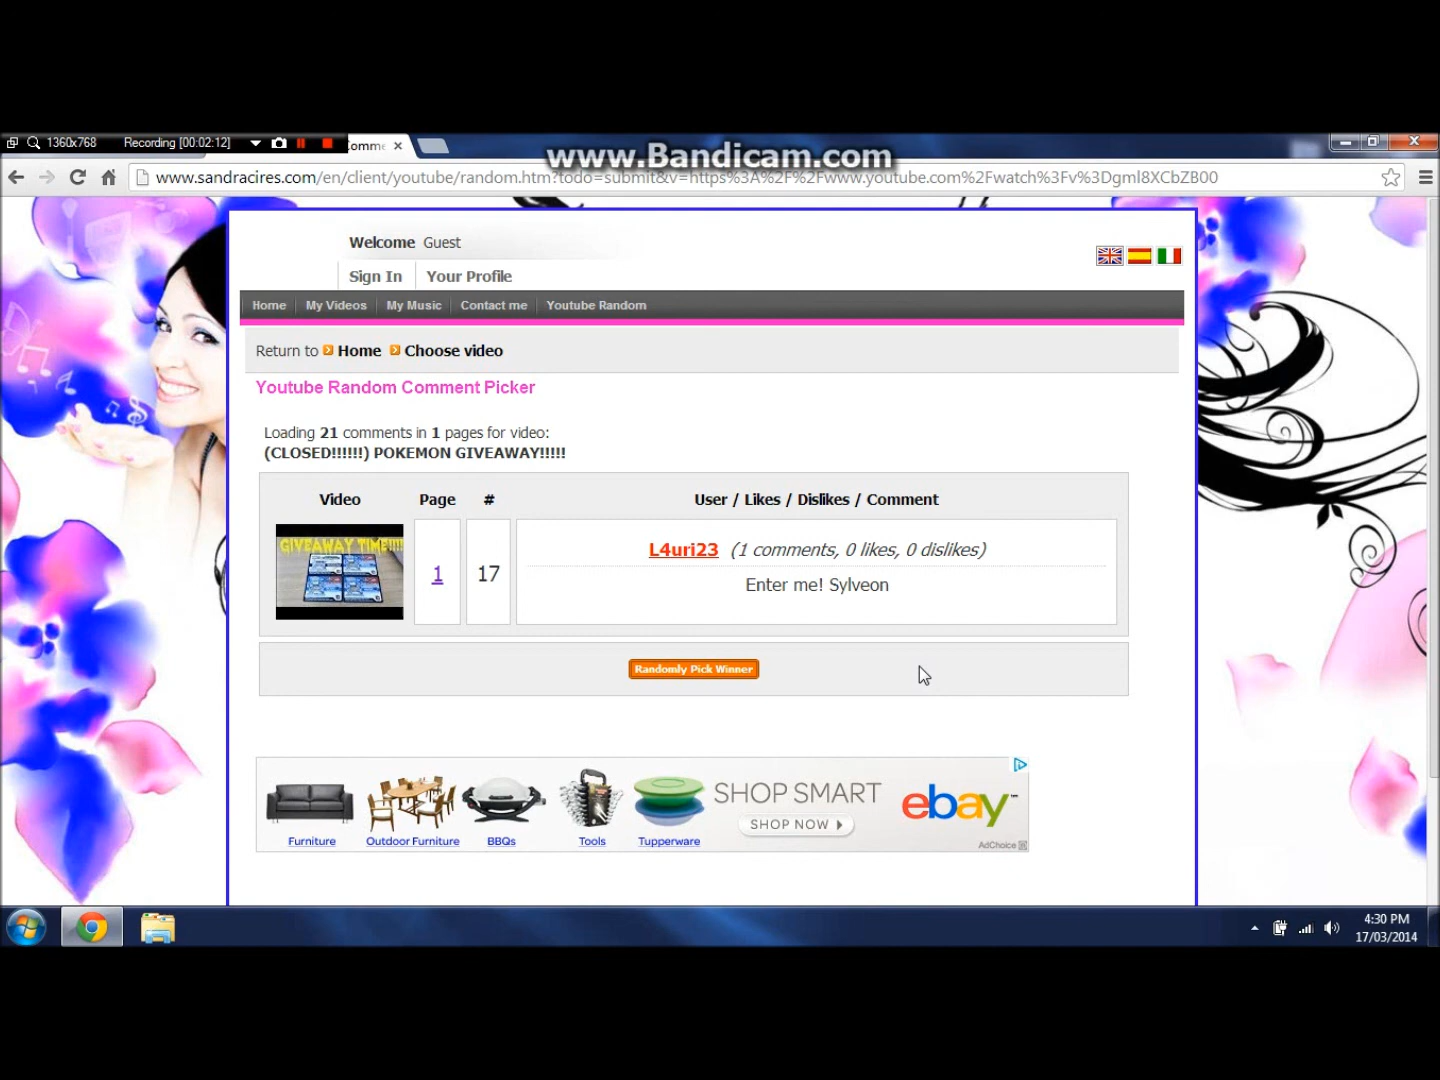 1360x768 Recording [00:02:12]
www.Bandicam.com
www.sandracires.com/en/client/youtube/random.htm?todo=submit&v=https%3A%2F%2Fwww.youtube.com%2Fwatch%3Fv%3Dgml8XCbZB00
Welcome Guest
Sign In Your Profile
Home My Videos My Music Contact me Youtube Random
Return to Home Choose video
Youtube Random Comment Picker
Loading 21 comments in 1 pages for video:
(CLOSED!!!!!!) POKEMON GIVEAWAY!!!!!
Video Page # User / Likes / Dislikes / Comment
GIVEAWAY TIME!!!!
1 17
L4uri23 (1 comments, 0 likes, 0 dislikes)
Enter me! Sylveon
Randomly Pick Winner
SHOP SMART
SHOP NOW
ebay
Furniture Outdoor Furniture BBQs Tools Tupperware
AdChoice
4:30 PM
17/03/2014